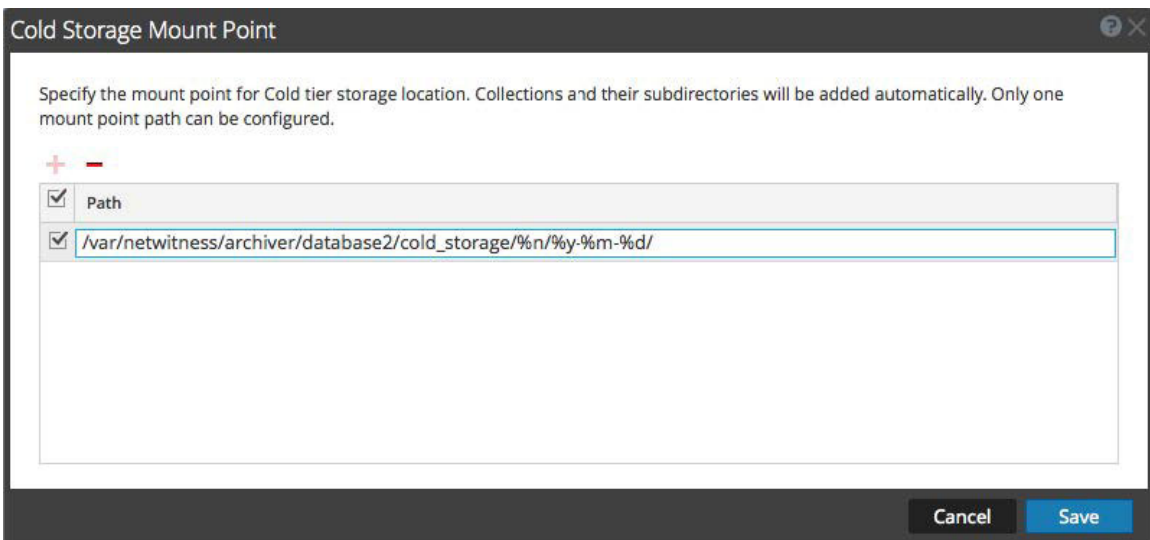 Cold Storage Mount Point
Specify the mount point for Cold tier storage location. Collections and their subdirectories will be added automatically. Only one
mount point path can be configured.
Path
/var/netwitness/archiver/database2/cold_storage/%n/%y-%m-%d/
Cancel Save